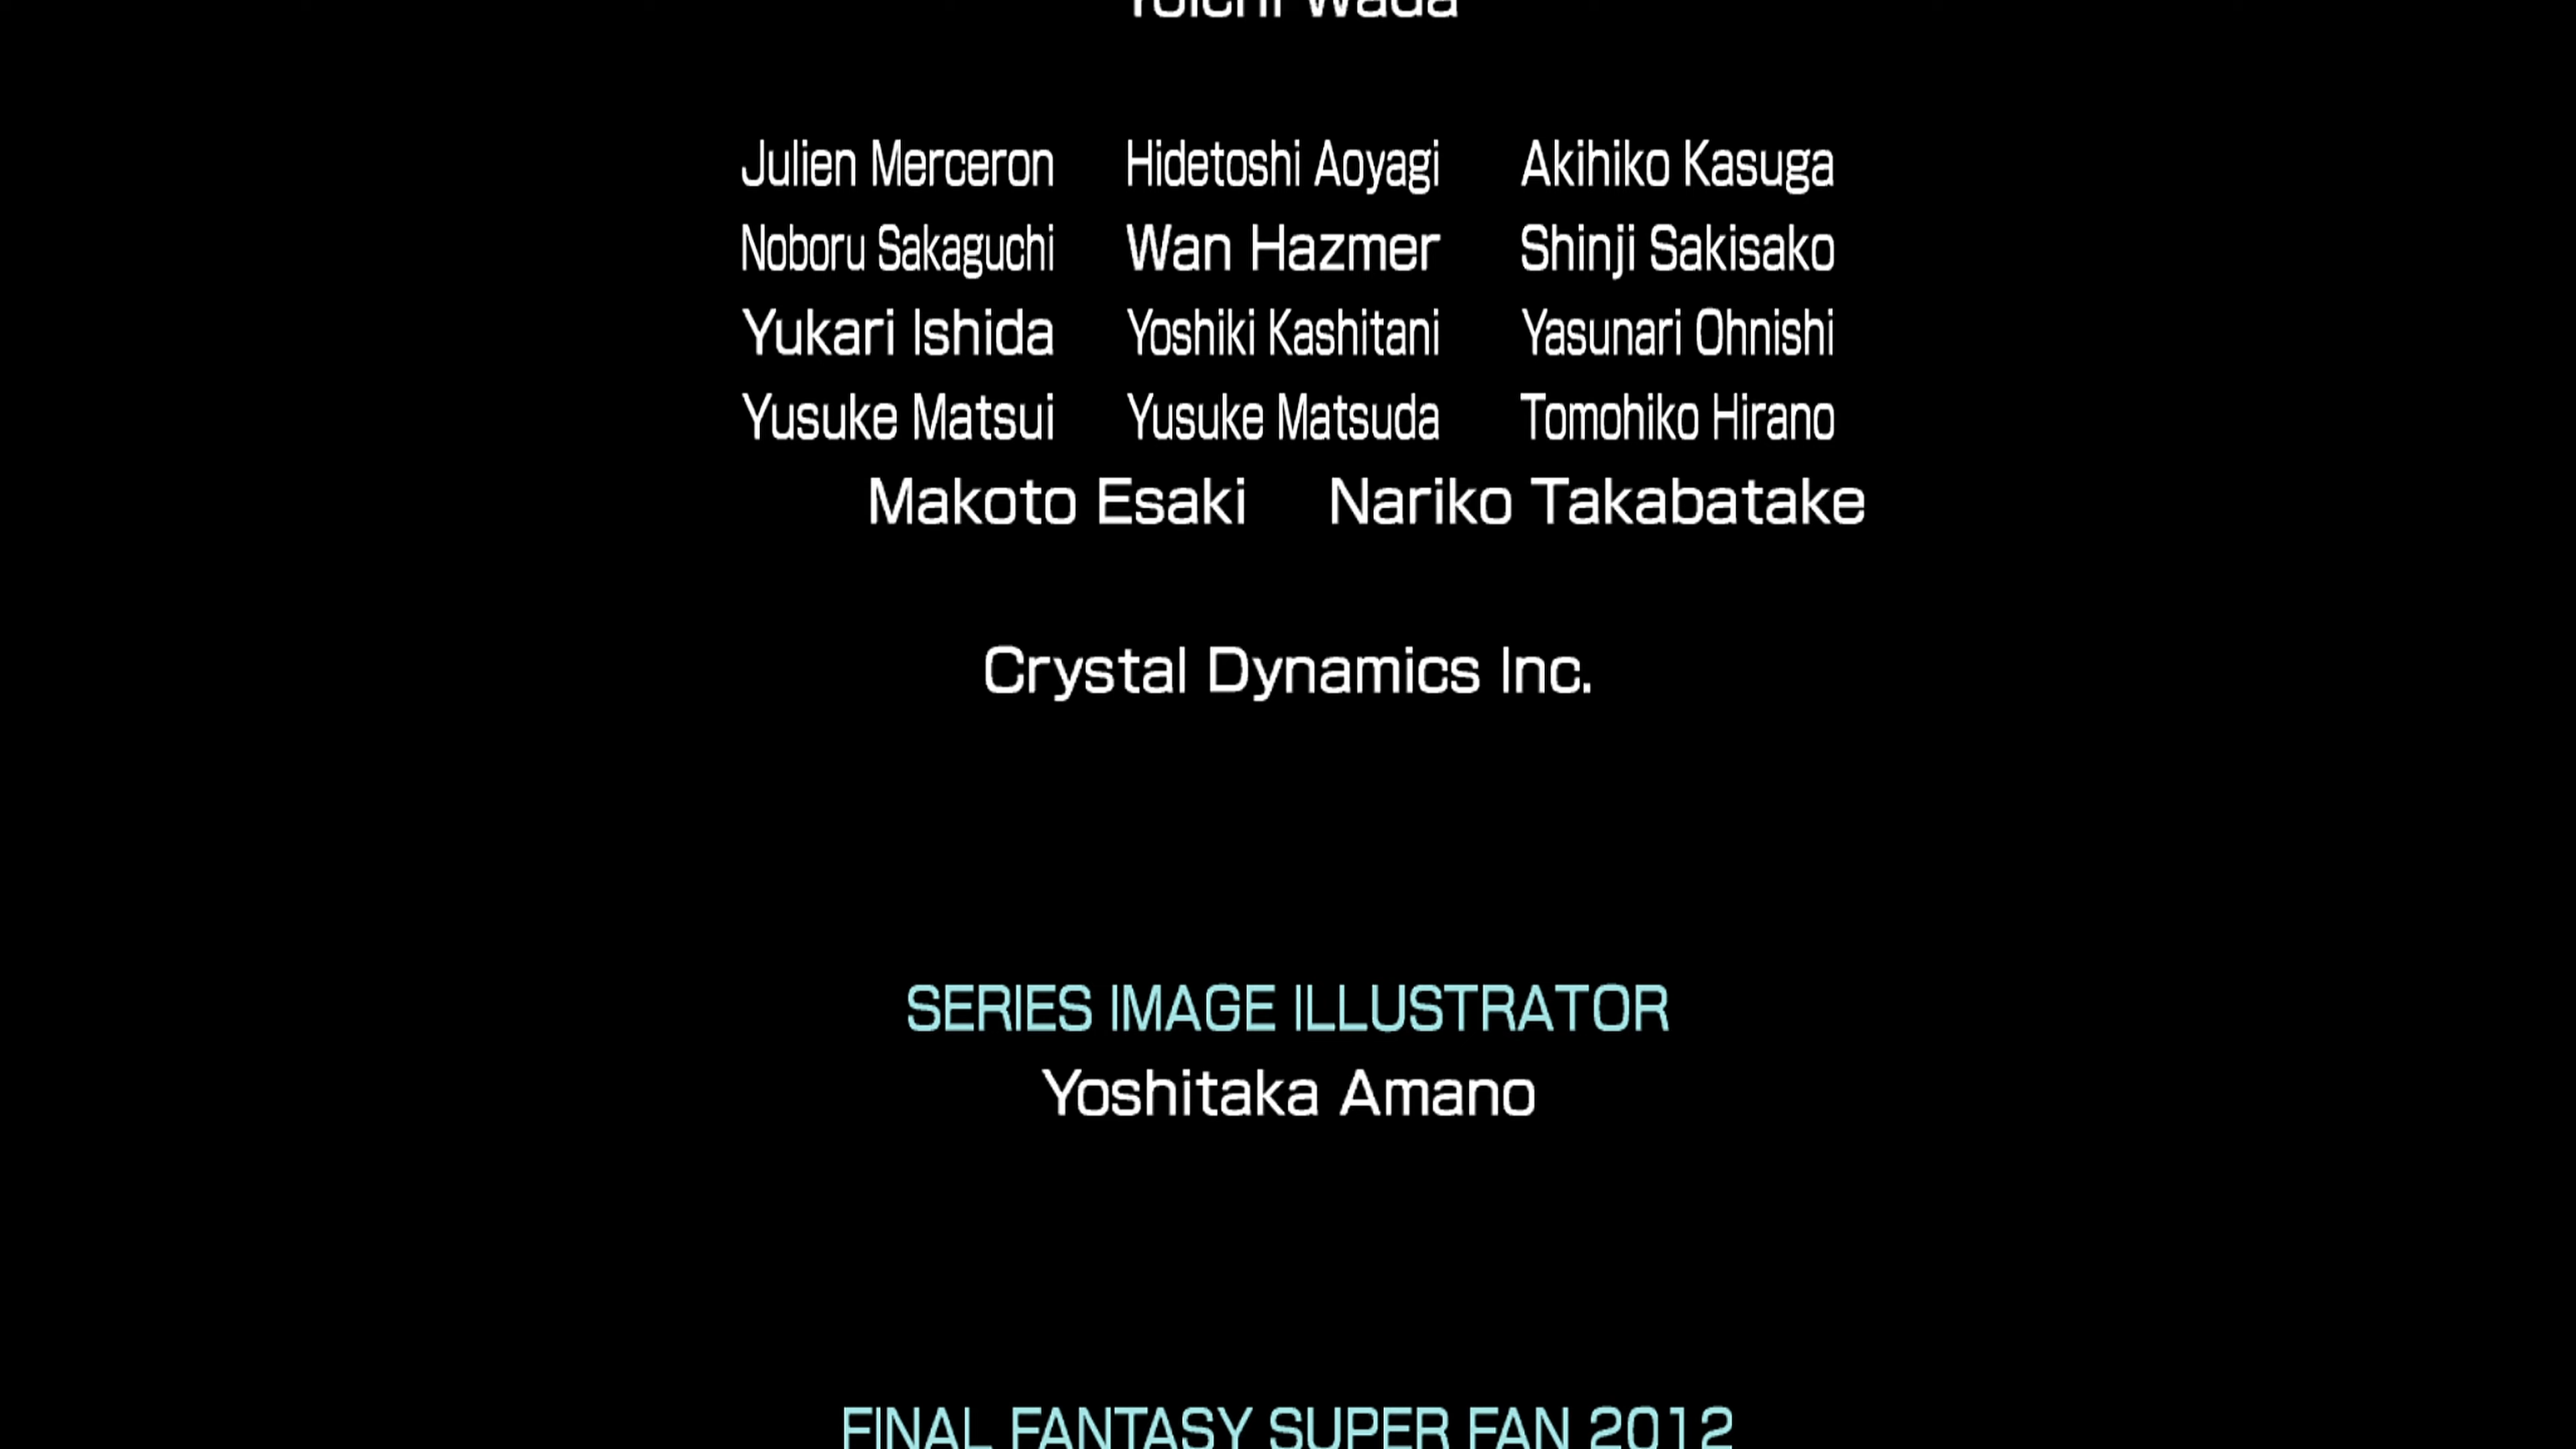 Yoichi Wada
Julien Merceron Hidetoshi Aoyagi Akihiko Kasuga
Noboru Sakaguchi Wan Hazmer Shinji Sakisako
Yukari Ishida Yoshiki Kashitani Yasunari Ohnishi
Yusuke Matsui Yusuke Matsuda Tomohiko Hirano
Makoto Esaki Nariko Takabatake
Crystal Dynamics Inc.
SERIES IMAGE ILLUSTRATOR
Yoshitaka Amano
FINAL FANTASY SUPER FAN 2012